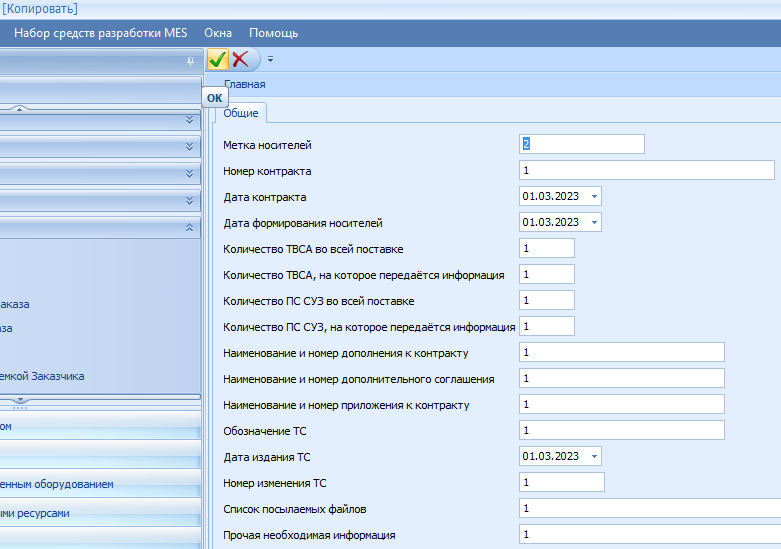 [Копировать]
Набор средств разработки MES Окна Помощь
Главная
OK
Общие
Метка носителей 2
Номер контракта 1
Дата контракта 01.03.2023
Дата формирования носителей 01.03.2023
Количество ТВСА во всей поставке 1
Количество ТВСА, на которое передаётся информация 1
Количество ПС СУЗ во всей поставке 1
Количество ПС СУЗ, на которое передаётся информация 1
Наименование и номер дополнения к контракту 1
Наименование и номер дополнительного соглашения 1
Наименование и номер приложения к контракту 1
Обозначение ТС 1
Дата издания ТС 01.03.2023
Номер изменения ТС 1
Список посылаемых файлов 1
Прочая необходимая информация 1
аказа
аза
емкой Заказчика
ом
енным оборудованием
ыми ресурсами